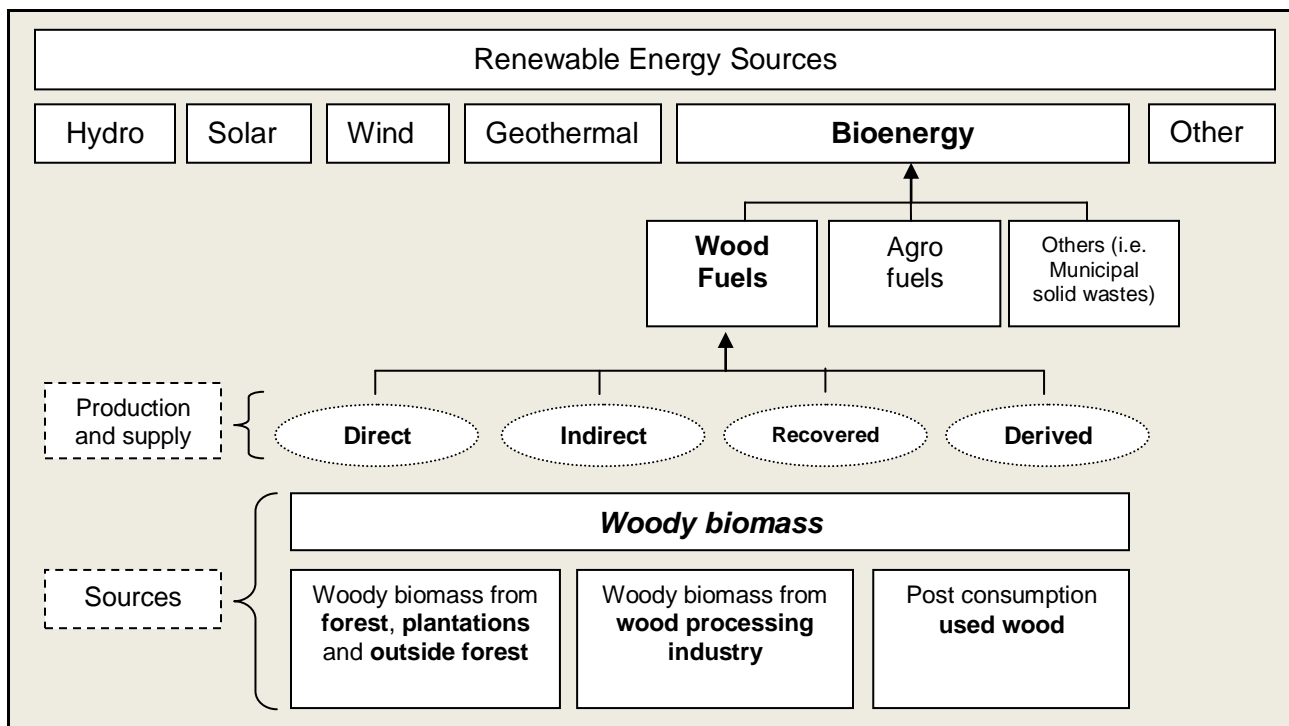 Renewable Energy Sources
Hydro
Solar
Wind
Geothermal
Bioenergy
Other
Wood
Fuels
Agro
fuels
Others (i.e.
Municipal
solid wastes)
Production
and supply
Direct
Indirect
Recovered
Derived
Sources
Woody biomass
Woody biomass from
forest, plantations
and outside forest
Woody biomass from
wood processing
industry
Post consumption
used wood